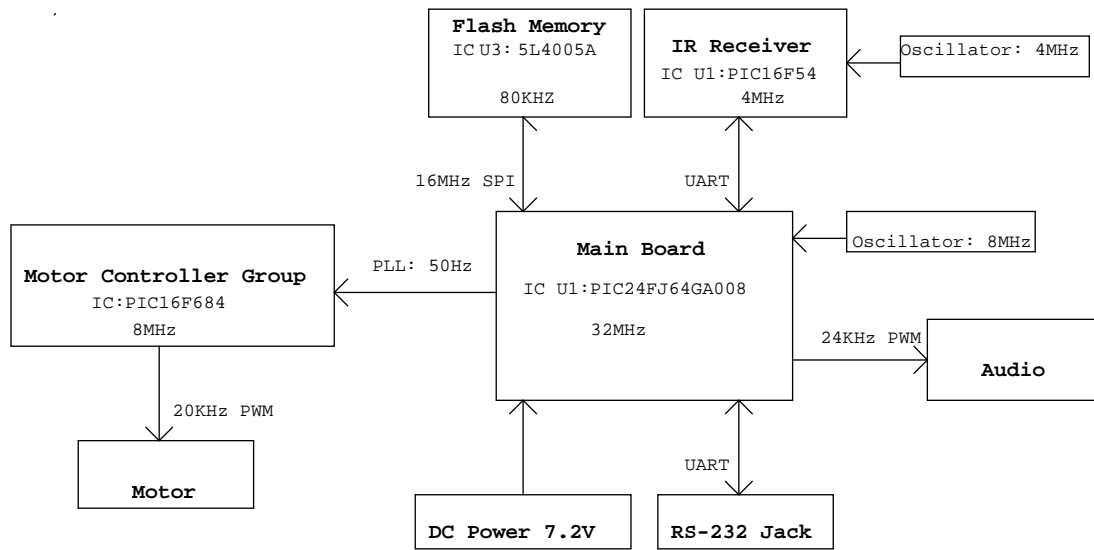 Flash Memory
IC U3: 5L4005A
80KHZ
IR Receiver
IC U1:PIC16F54
4MHz
Oscillator: 4MHz
16MHz SPI
UART
Main Board
IC U1:PIC24FJ64GA008
32MHz
Oscillator: 8MHz
Motor Controller Group
IC:PIC16F684
8MHz
PLL: 50Hz
24KHz PWM
Audio
20KHz PWM
Motor
UART
DC Power 7.2V
RS-232 Jack